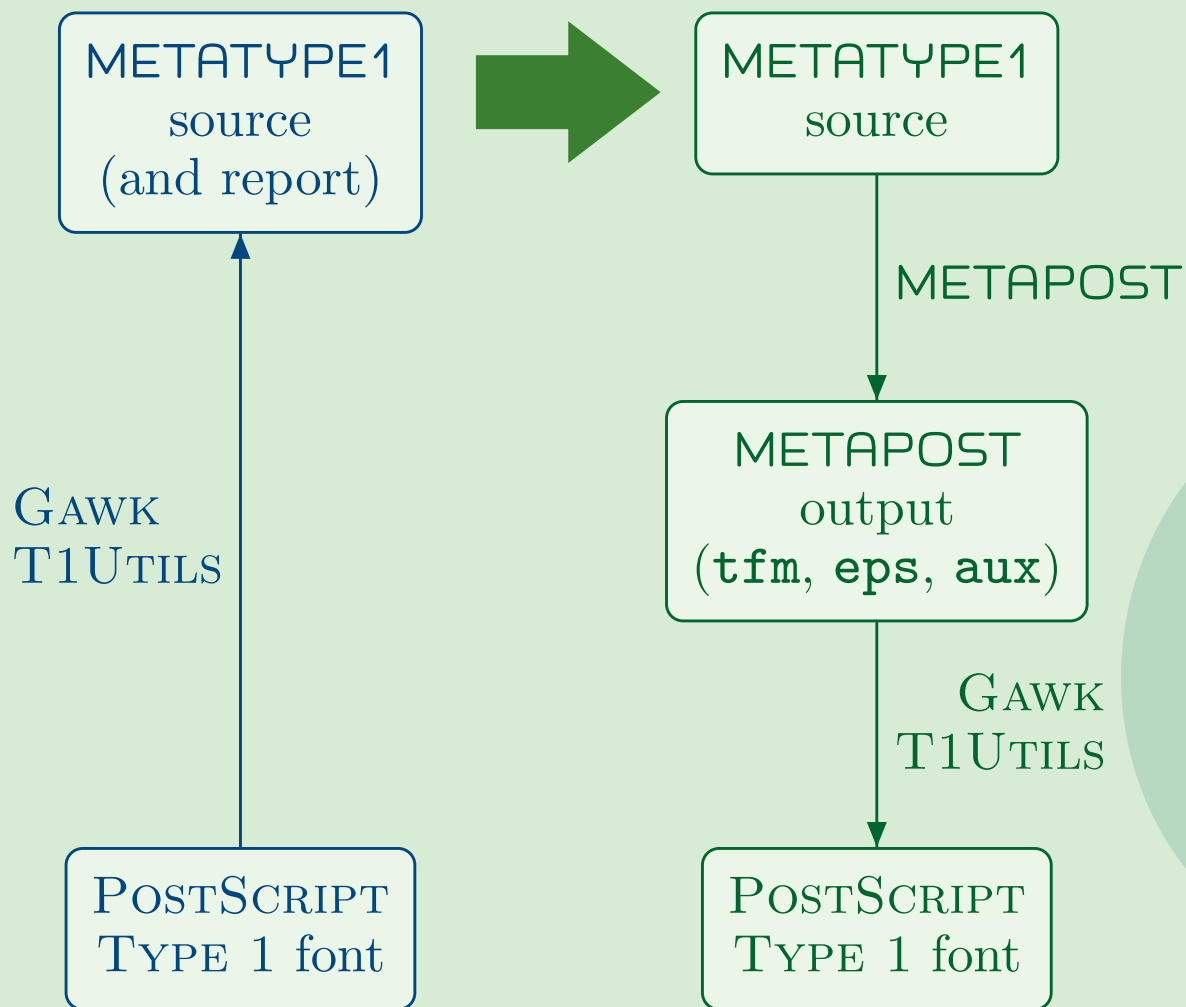 METATYPE1
source
(and report)
GAWK
T1UTILS
POSTSCRIPT
TYPE 1 font
METATYPE1
source
METAPOST
METAPOST
output
(tfm, eps, aux)
GAWK
T1UTILS
POSTSCRIPT
TYPE 1 font